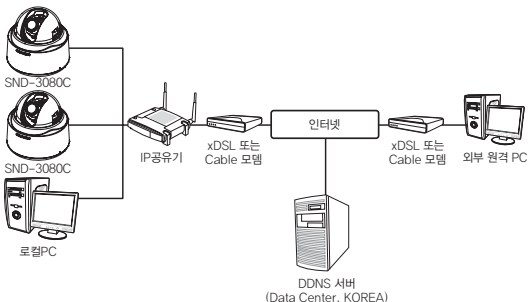 SND-3080C
SND-3080C
로컬PC
IP공유기
xDSL 또는
Cable 모뎀
인터넷
xDSL 또는
Cable 모뎀
외부 원격 PC
DDNS 서버
(Data Center, KOREA)